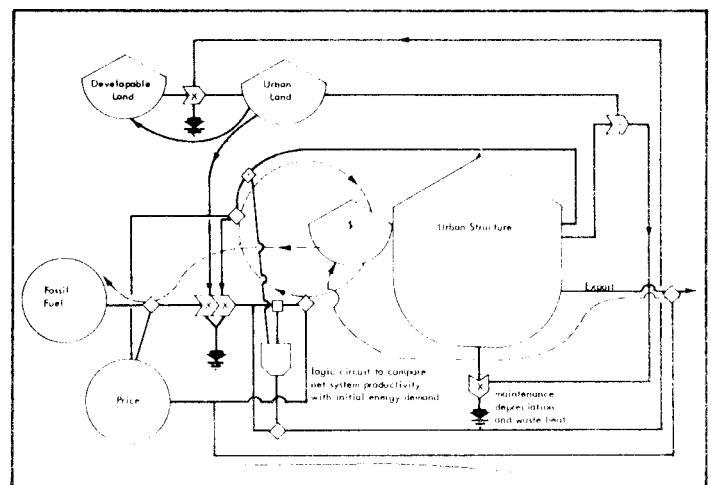 Developable
Land
Urban
Land
X
$
Urban Structure
Fossil
Fuel
X
X
Export
Price
logic circuit to compare
net system productivity
with initial energy demand
X
maintenance
depreciation
and waste heat